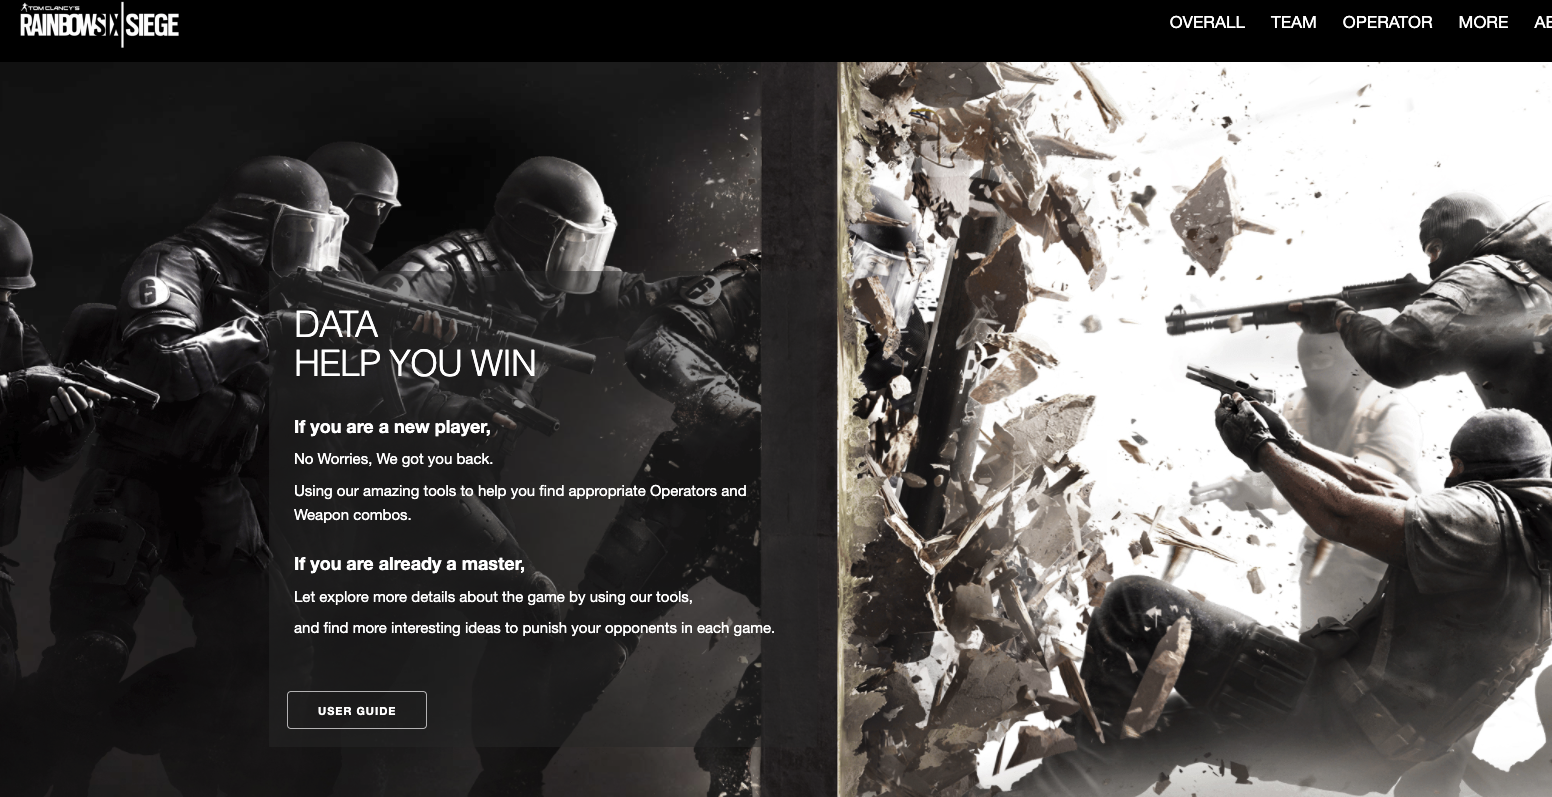 TOM CLANCY'S
RAINBOWSIX|SIEGE
OVERALL TEAM OPERATOR MORE
6
6
DATA
HELP YOU WIN
If you are a new player,
No Worries, We got you back.
Using our amazing tools to help you find appropriate Operators and
Weapon combos.
If you are already a master,
Let explore more details about the game by using our tools,
and find more interesting ideas to punish your opponents in each game.
USER GUIDE